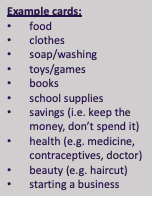 Example cards:
• food
• clothes
• soap/washing
• toys/games
• books
• school supplies
• savings (i.e. keep the
money, don't spend it)
• health (e.g. medicine,
contraceptives, doctor)
• beauty (e.g. haircut)
• starting a business